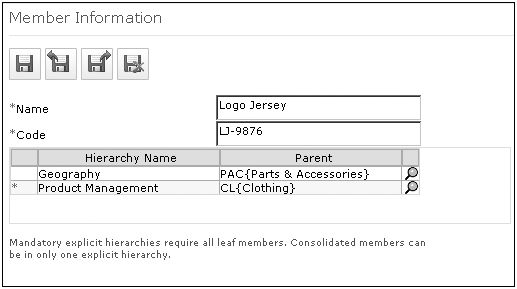 Member Information
*Name Logo Jersey
*Code LJ-9876
Hierarchy Name Parent
Geography PAC{Parts & Accessories}
* Product Management CL{Clothing}
Mandatory explicit hierarchies require all leaf members. Consolidated members can
be in only one explicit hierarchy.